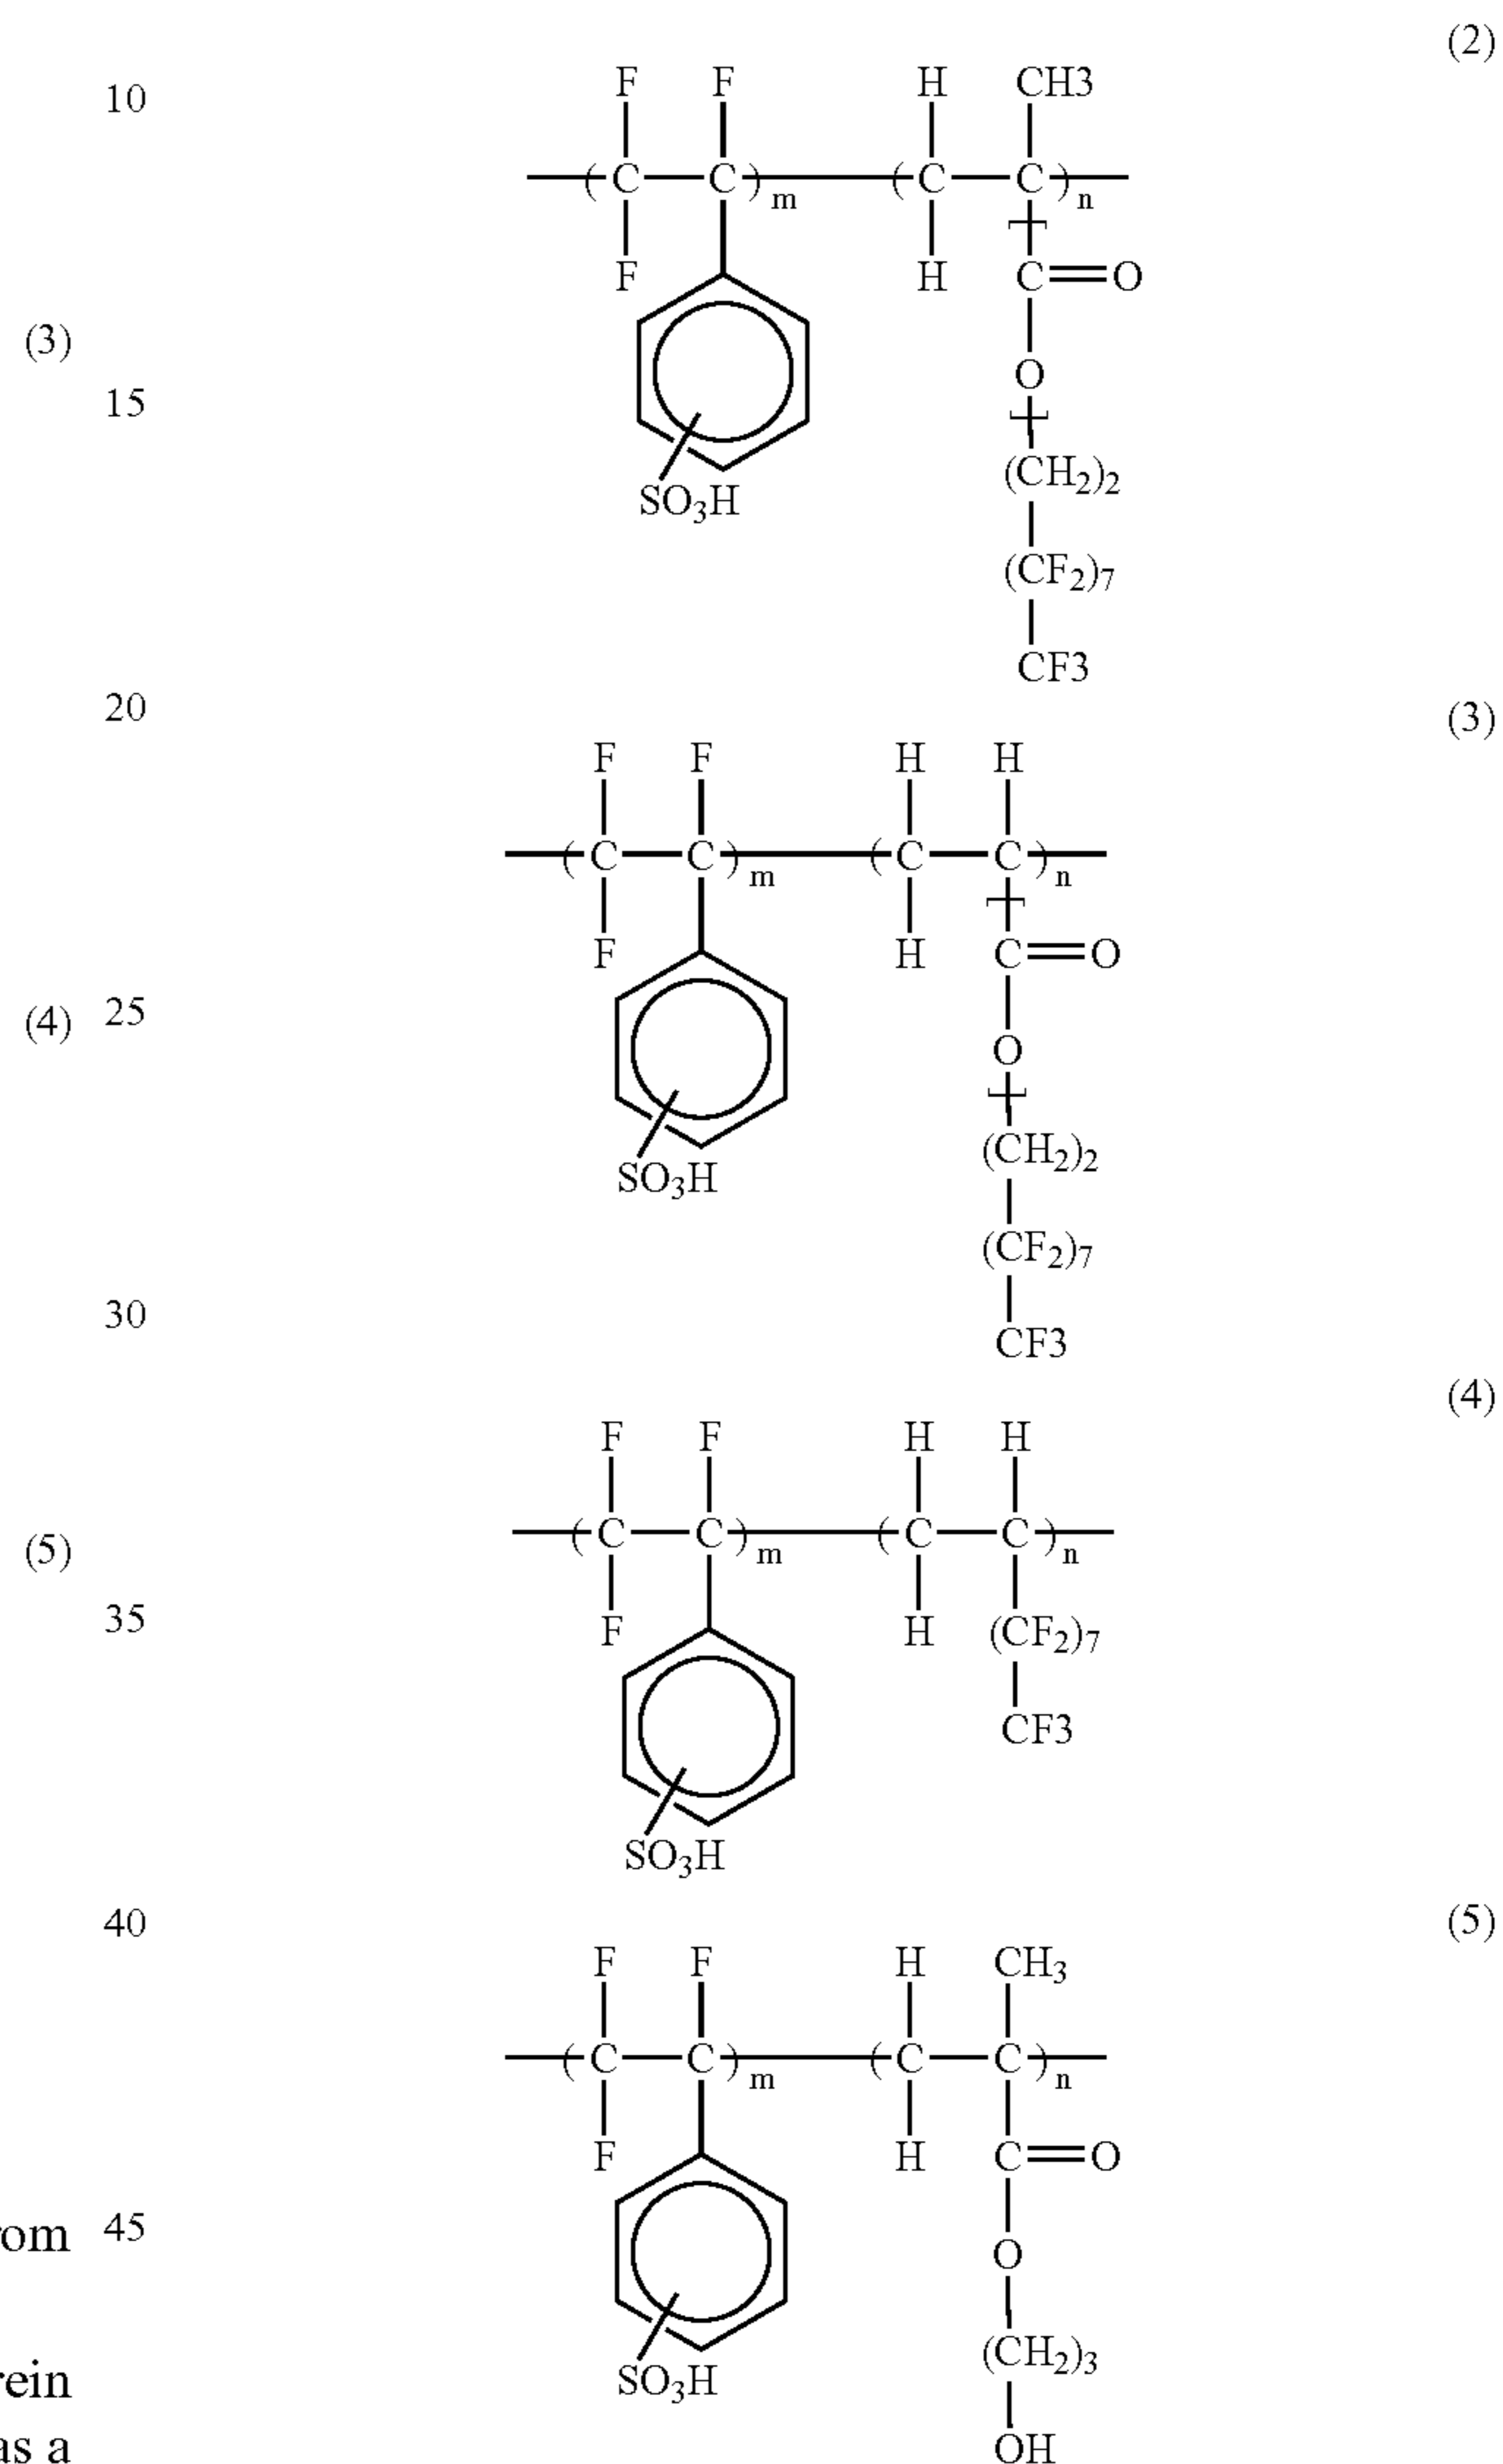 (2)
10
F F H CH3
(C C)m (C C)n
F H C=O
(3)
15
O
(CH2)2
SO3H
(CF2)7
CF3
20
(3)
F F H H
(C C)m (C C)n
F H C=O
(4) 25
O
(CH2)2
SO3H
(CF2)7
30
CF3
(4)
F F H H
(C C)m (C C)n
(5)
35
F H (CF2)7
CF3
SO3H
40
(5)
F F H CH3
(C C)m (C C)n
F H C=O
rom 45
O
(CH2)3
rein
SO3H
as a
OH